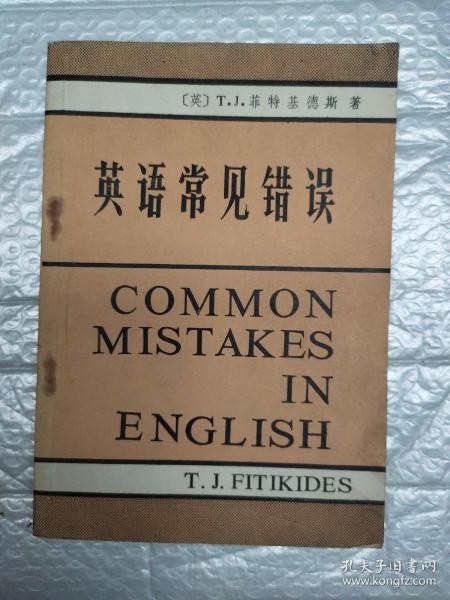 〔英〕T.J.菲特基德斯 著
英语常见错误
COMMON
MISTAKES
IN
ENGLISH
T. J. FITIKIDES
孔夫子旧书网
www.kongfz.com